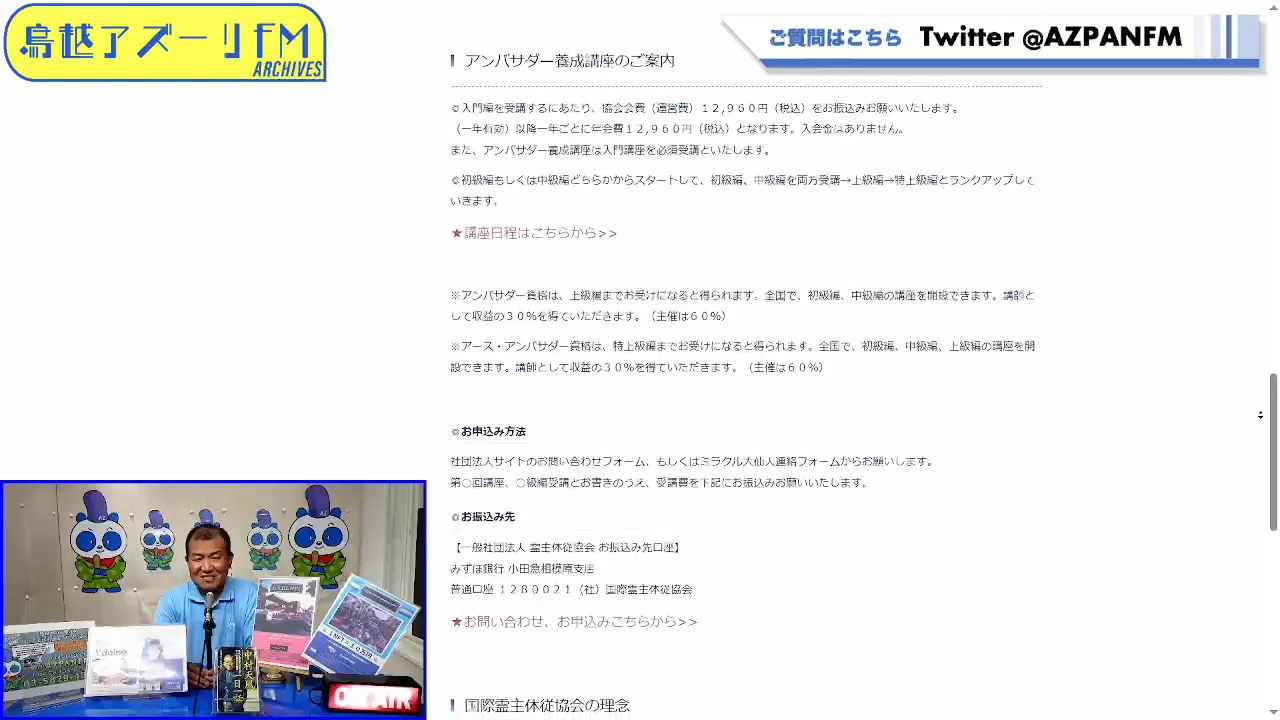 鳥越アズーリFM
ARCHIVES
ご質問はこちら Twitter @AZPANFM
アンバサダー養成講座のご案内
◎入門編を受講するにあたり、協会会費（運営費）１２,９６０円（税込）をお振込みお願いいたします。
（一年有効）以降一年ごとに年会費１２,９６０円（税込）となります。入会金はありません。
また、アンバサダー養成講座は入門講座を必須受講といたします。
◎初級編もしくは中級編どちらかからスタートして、初級編、中級編を両方受講→上級編→特上級編とランクアップして
いきます。
★講座日程はこちらから>>
※アンバサダー資格は、上級編までお受けになると得られます。全国で、初級編、中級編の講座を開設できます。講師と
して収益の３０％を得ていただきます。（主催は６０％）
※アース・アンバサダー資格は、特上級編までお受けになると得られます。全国で、初級編、中級編、上級編の講座を開
設できます。講師として収益の３０％を得ていただきます。（主催は６０％）
◎お申込み方法
社団法人サイトのお問い合わせフォーム、もしくはミラクル大仙人連絡フォームからお願いします。
第○回講座、○級編受講とお書きのうえ、受講費を下記にお振込みお願いいたします。
◎お振込み先
【一般社団法人 霊主体従協会 お振込み先口座】
みずほ銀行 小田急相模原支店
普通口座 １２８００２１（社）国際霊主体従協会
★お問い合わせ、お申込みこちらから>>
国際霊主体従協会の理念
doing
中村天風
一日一話
ON AIR